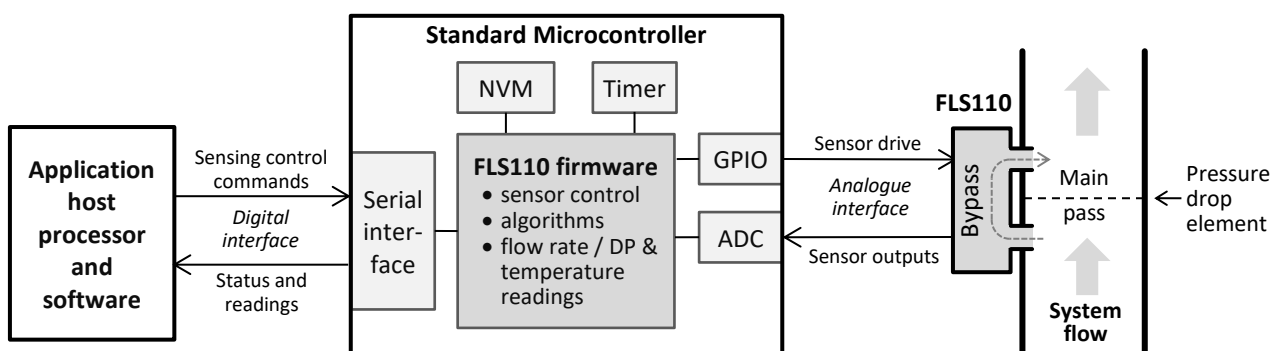 Standard Microcontroller
NVM
Timer
Application
host
processor
and
software
Sensing control
commands
Digital
interface
Status and
readings
Serial
inter-
face
FLS110 firmware
• sensor control
• algorithms
• flow rate / DP &
temperature
readings
GPIO
ADC
Sensor drive
Analogue
interface
Sensor outputs
FLS110
Bypass
Main
pass
System
flow
Pressure
drop
element